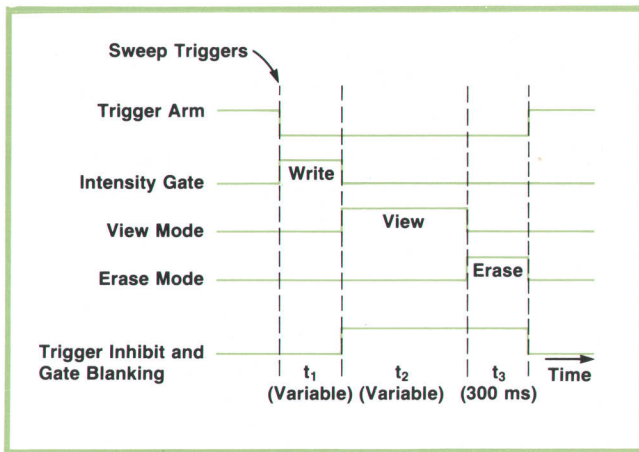 Sweep Triggers
Trigger Arm
Write
Intensity Gate
View Mode
View
Erase Mode
Erase
Trigger Inhibit and
Gate Blanking
t₁ t₂ t₃ Time
(Variable) (Variable) (300 ms)